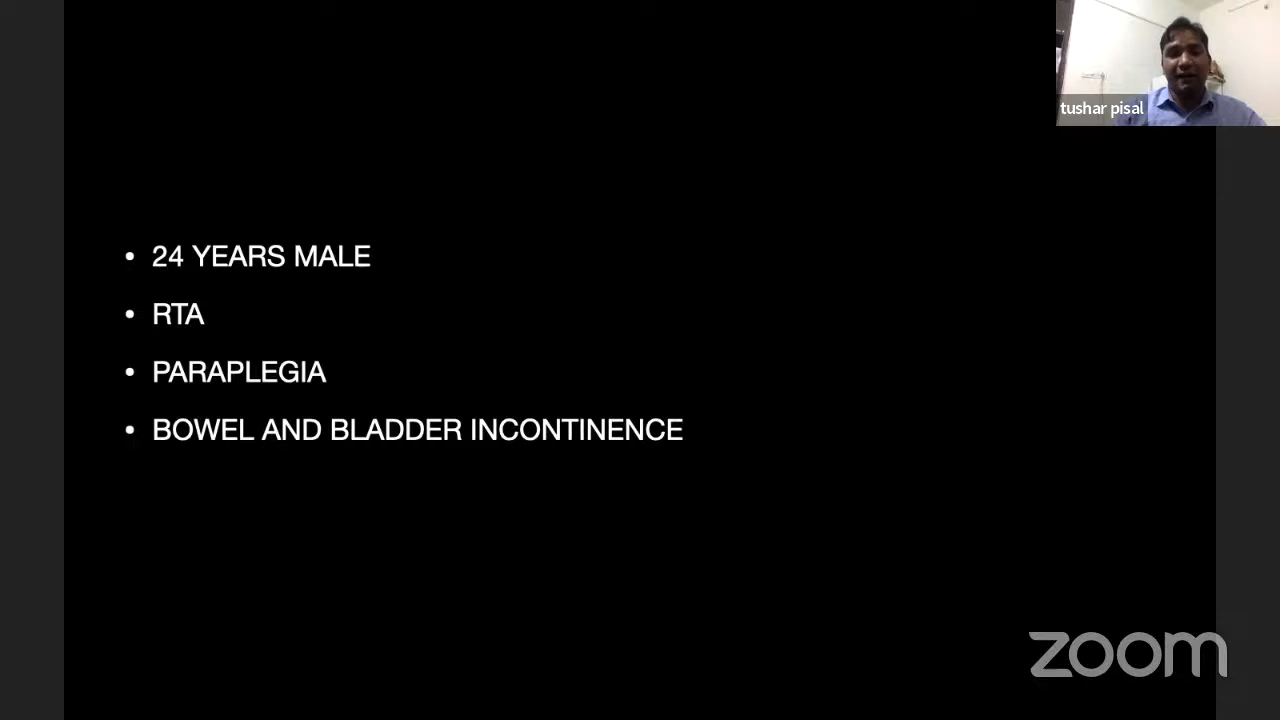 tushar pisal
• 24 YEARS MALE
• RTA
• PARAPLEGIA
• BOWEL AND BLADDER INCONTINENCE
zoom